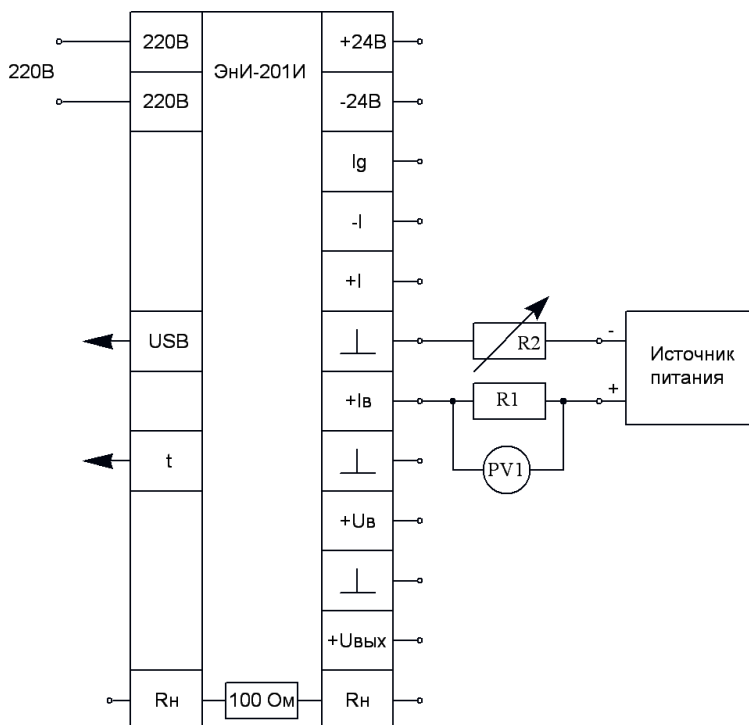 220В
220В
220В
ЭнИ-201И
+24В
-24В
Ig
-I
+I
USB
R2
-
Источник
питания
+Iв
R1
+
t
PV1
+Uв
+Uвых
Rн
100 Ом
Rн